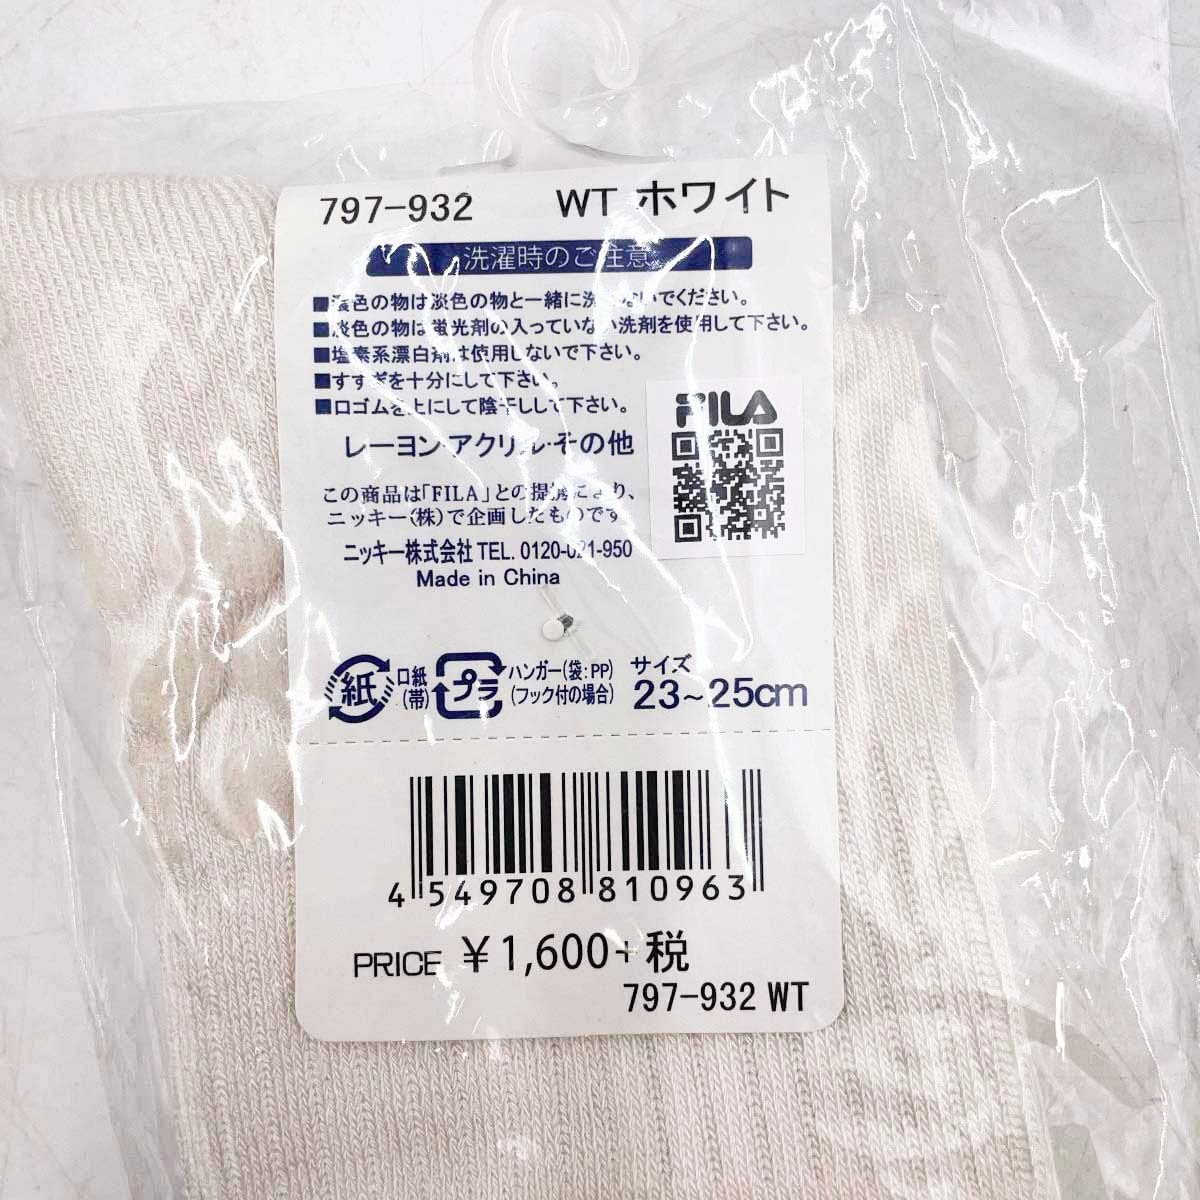 797-932 WT ホワイト
洗濯時のご注意
■濃色の物は淡色の物と一緒に洗わないでください。
■淡色の物は蛍光剤の入っていない洗剤を使用して下さい。
■塩素系漂白剤は使用しないで下さい。
■すすぎを十分にして下さい。
■口ゴムを上にして陰干しして下さい。
レーヨン・アクリル・その他
FILA
この商品は「FILA」との提携により、
ニッキー(株)で企画したものです
ニッキー株式会社 TEL. 0120-021-950
Made in China
紙 口紙(帯)
プラ ハンガー(袋:PP)
(フック付の場合)
サイズ
23~25cm
4 549708 810963
PRICE ¥1,600+税
797-932 WT